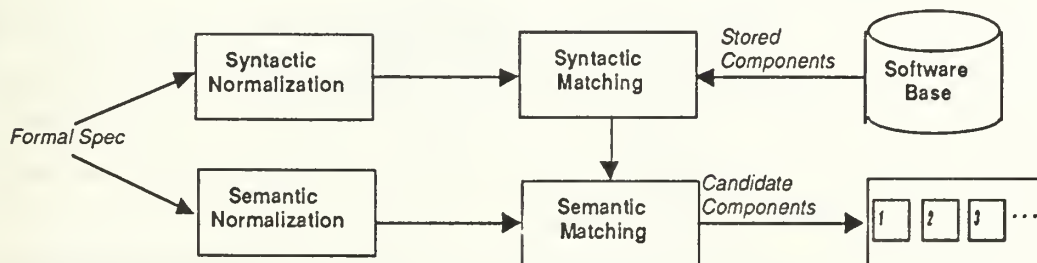 Formal Spec
Syntactic
Normalization
Syntactic
Matching
Stored
Components
Software
Base
Semantic
Normalization
Semantic
Matching
Candidate
Components
1 2 3 ...